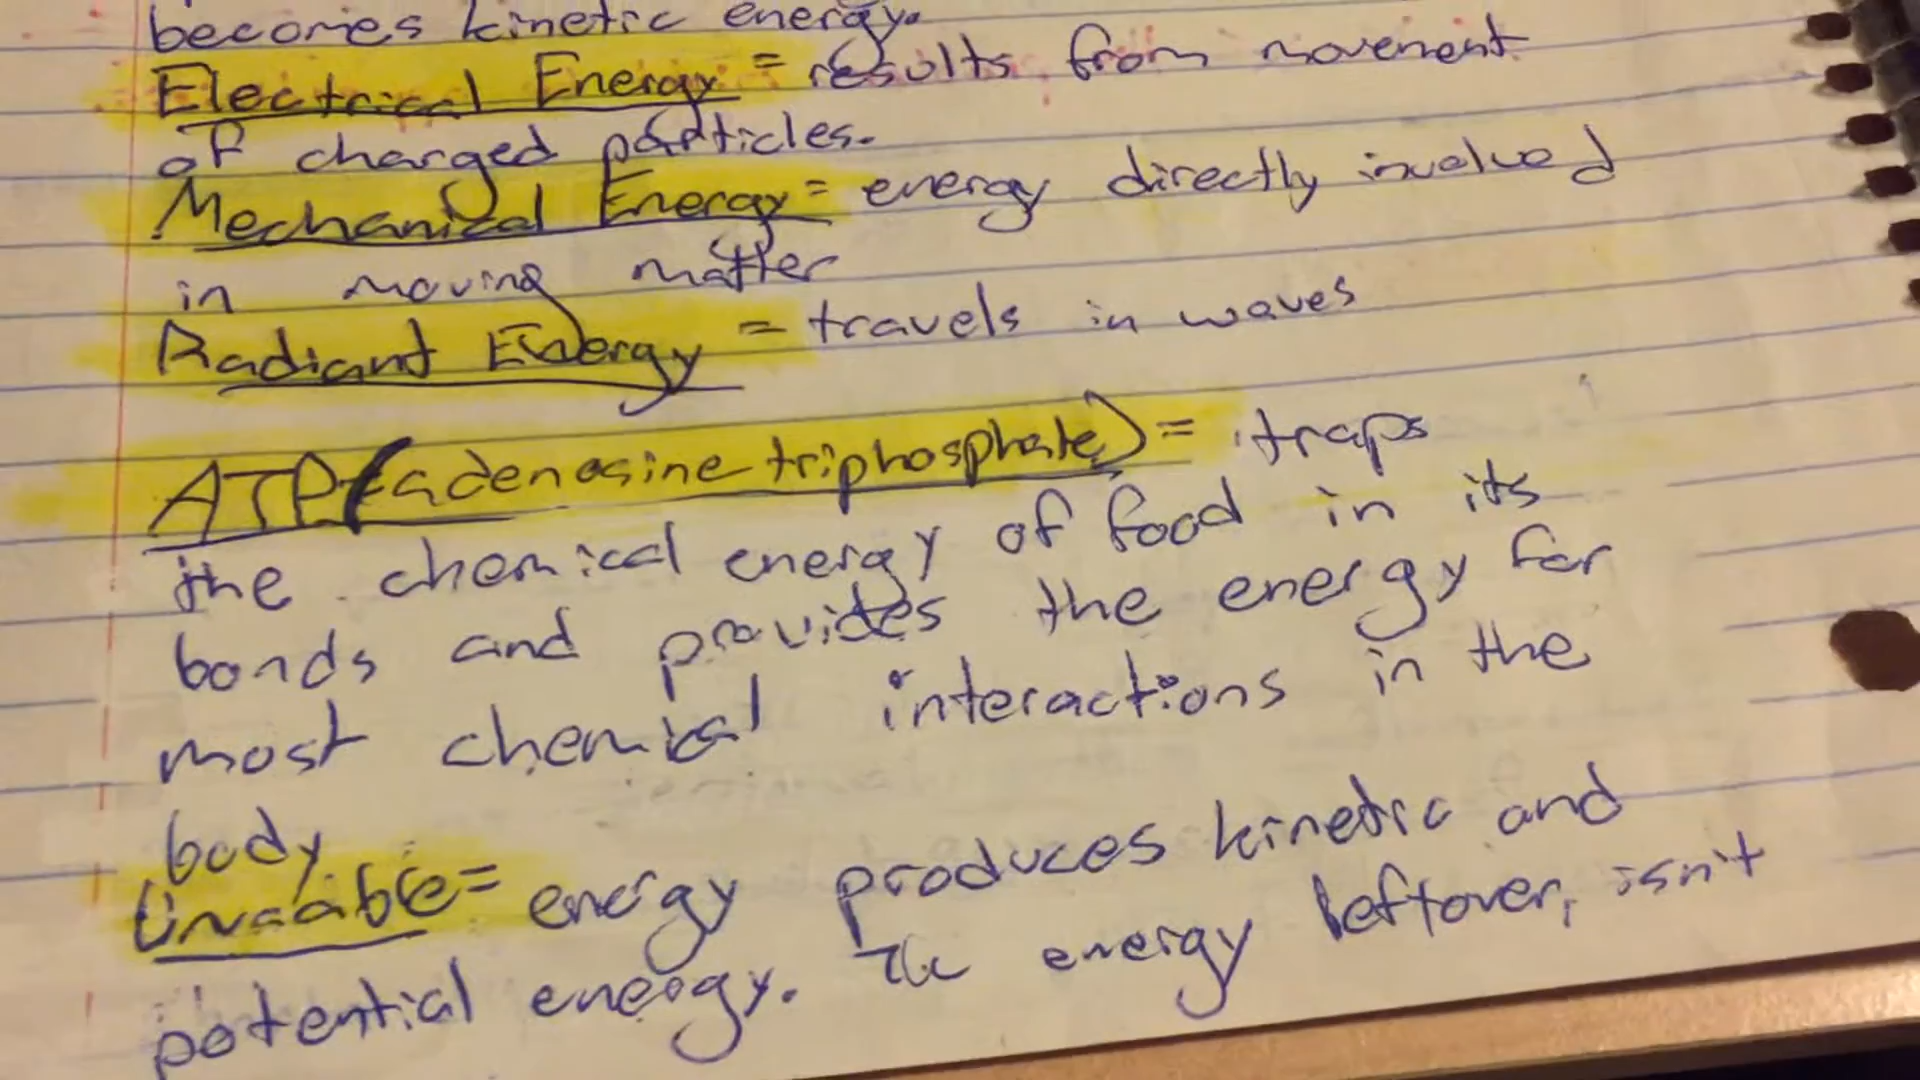 becomes kinetic energy.
Electrical Energy = results from movement
of charged particles.
Mechanical Energy = energy directly involved
in moving matter
Radiant Energy = travels in waves
ATP (adenosine triphosphate) = traps
the chemical energy of food in its
bonds and provides the energy for
most chemical interactions in the
body
Unusable = energy produces kinetic and
potential energy. The energy leftover, isn't